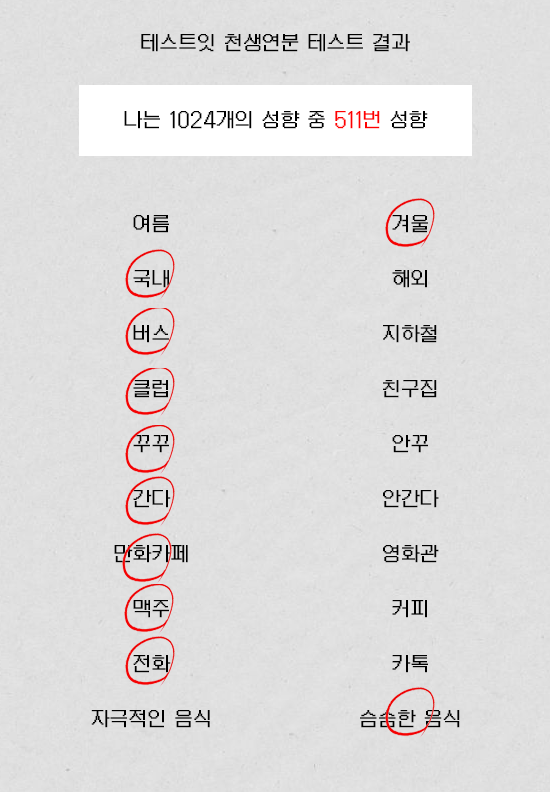 테스트잇 천생연분 테스트 결과
나는 1024개의 성향 중 511번 성향
여름 겨울
국내 해외
버스 지하철
클럽 친구집
꾸꾸 안꾸
간다 안간다
만화카페 영화관
맥주 커피
전화 카톡
자극적인 음식 슴슴한 음식